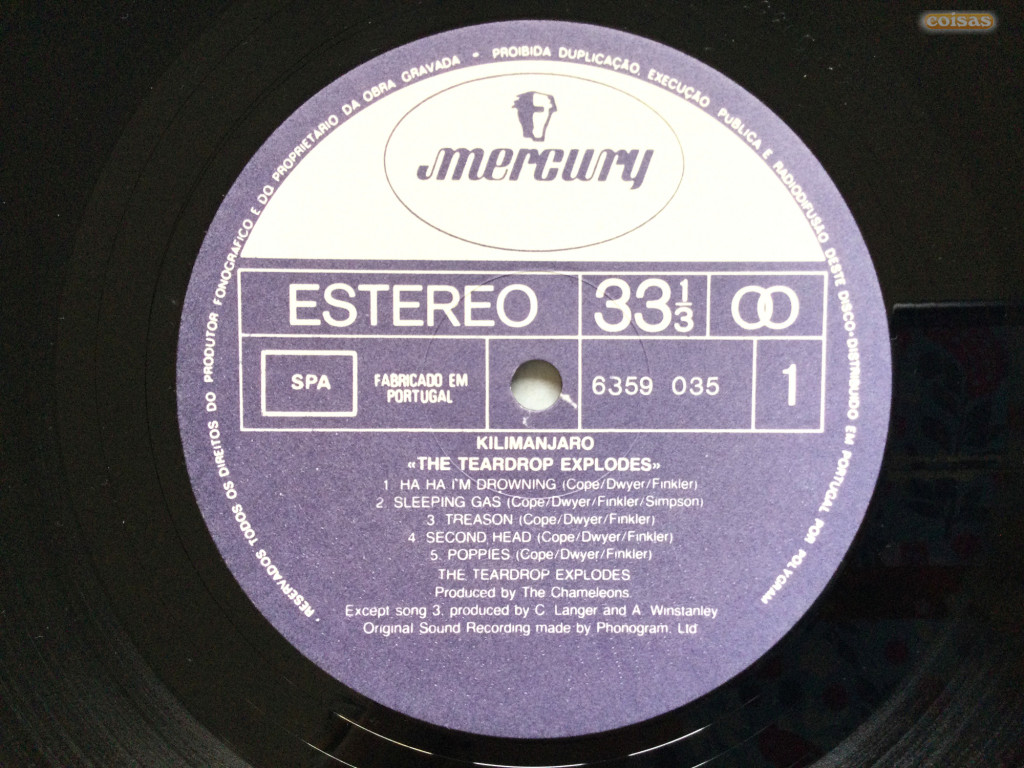 coisas
• RESERVADOS TODOS OS DIREITOS DO PRODUTOR FONOGRÁFICO E DO PROPRIETÁRIO DA OBRA GRAVADA - PROIBIDA DUPLICAÇÃO, EXECUÇÃO PUBLICA E RADIODIFUSÃO DESTE DISCO - DISTRIBUIDO EM PORTUGAL POR POLYGRAM
mercury
ESTEREO 33 1/3
SPA FABRICADO EM PORTUGAL 6359 035 1
KILIMANJARO
«THE TEARDROP EXPLODES»
1 HA HA I'M DROWNING (Cope/Dwyer/Finkler)
2. SLEEPING GAS (Cope/Dwyer/Finkler/Simpson)
3. TREASON (Cope/Dwyer/Finkler)
4 SECOND HEAD (Cope/Dwyer/Finkler)
5. POPPIES (Cope/Dwyer/Finkler)
THE TEARDROP EXPLODES
Produced by The Chameleons.
Except song 3, produced by C. Langer and A. Winstanley
Original Sound Recording made by Phonogram, Ltd